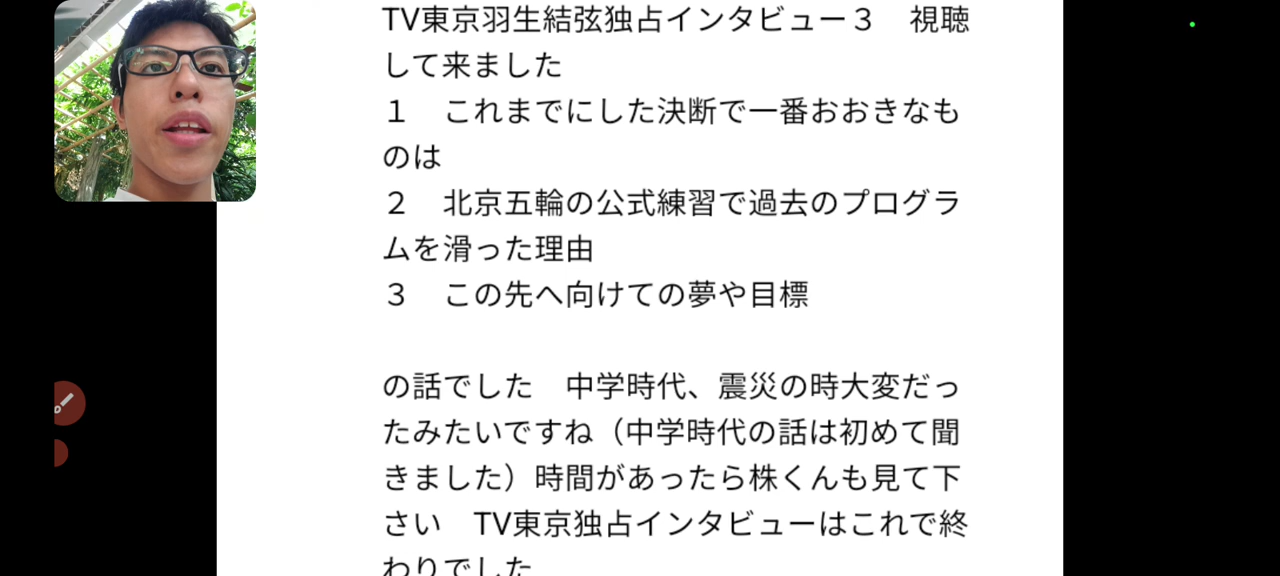 TV東京羽生結弦独占インタビュー３　視聴
して来ました
１　これまでにした決断で一番おおきなも
のは
２　北京五輪の公式練習で過去のプログラ
ムを滑った理由
３　この先へ向けての夢や目標
の話でした　中学時代、震災の時大変だっ
たみたいですね（中学時代の話は初めて聞
きました）時間があったら株くんも見て下
さい　TV東京独占インタビューはこれで終
わりでした